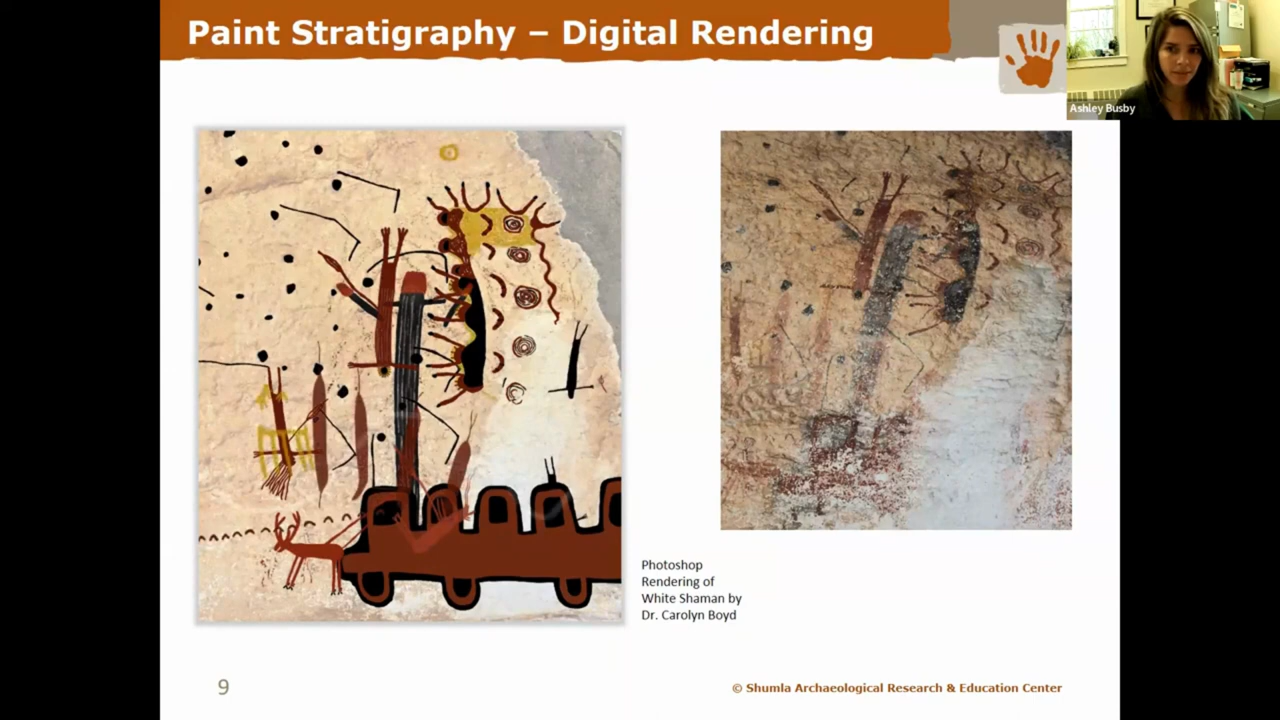 Paint Stratigraphy – Digital Rendering
Ashley Busby
Photoshop
Rendering of
White Shaman by
Dr. Carolyn Boyd
9
© Shumla Archaeological Research & Education Center